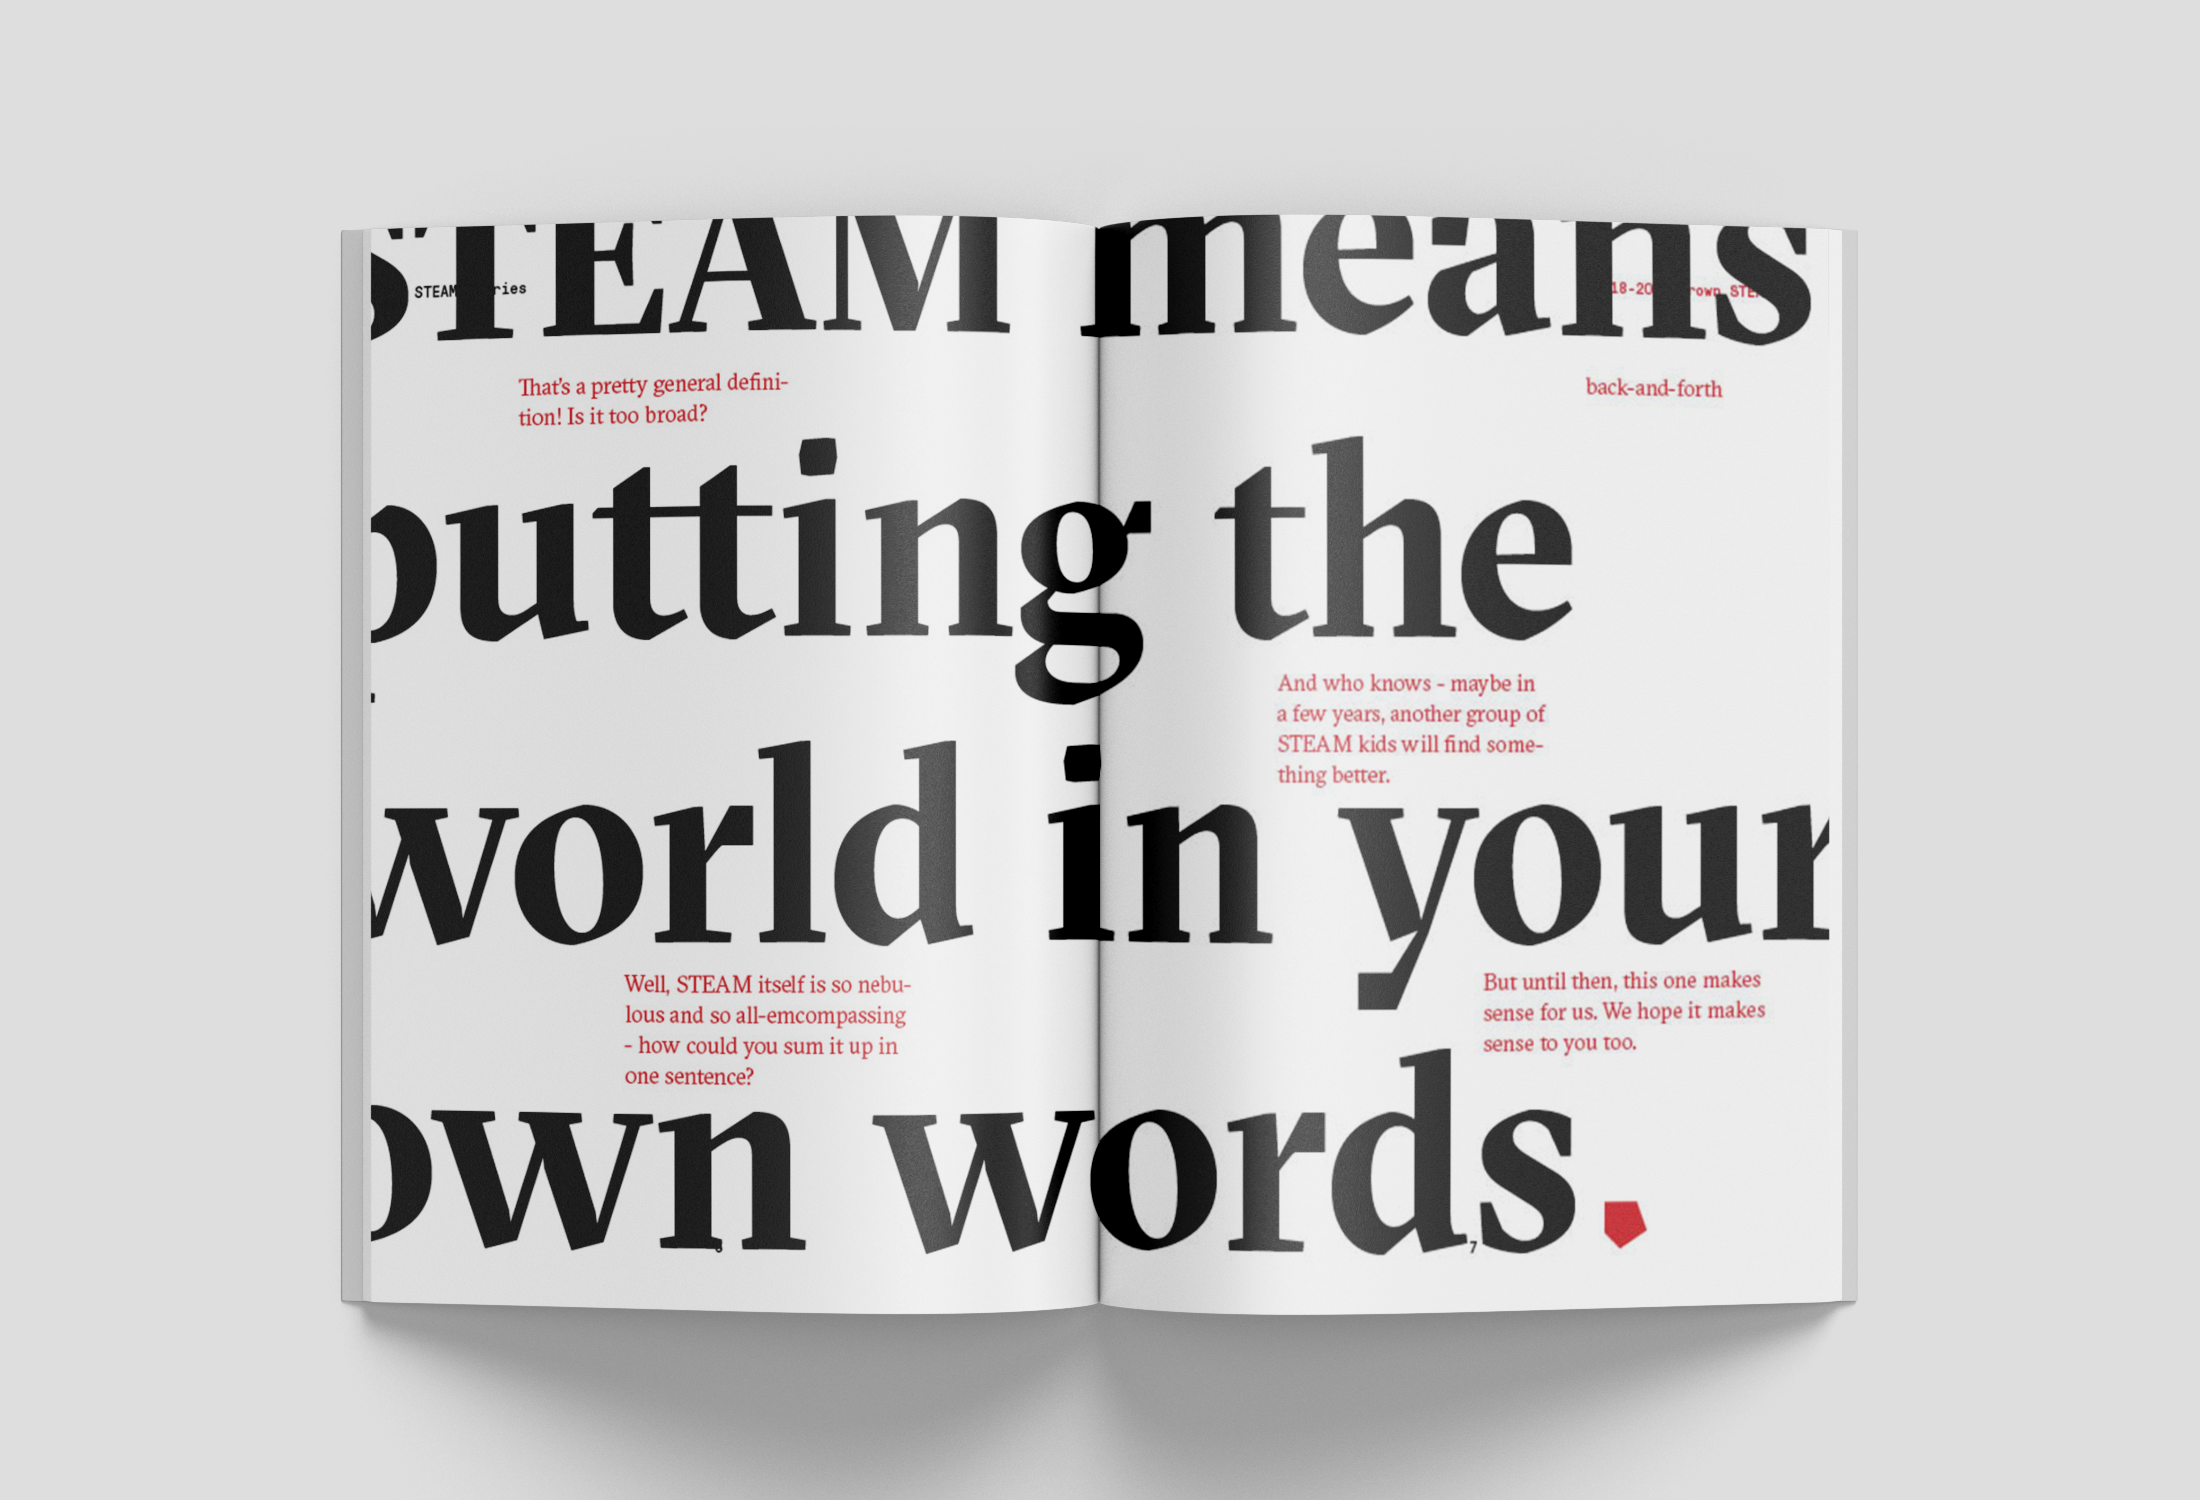 STEAM means
STEAM
That's a pretty general defini-
tion! Is it too broad?
back-and-forth
putting the
And who knows - maybe in
a few years, another group of
STEAM kids will find some-
thing better.
world in your
Well, STEAM itself is so nebu-
lous and so all-emcompassing
- how could you sum it up in
one sentence?
But until then, this one makes
sense for us. We hope it makes
sense to you too.
own words.
7